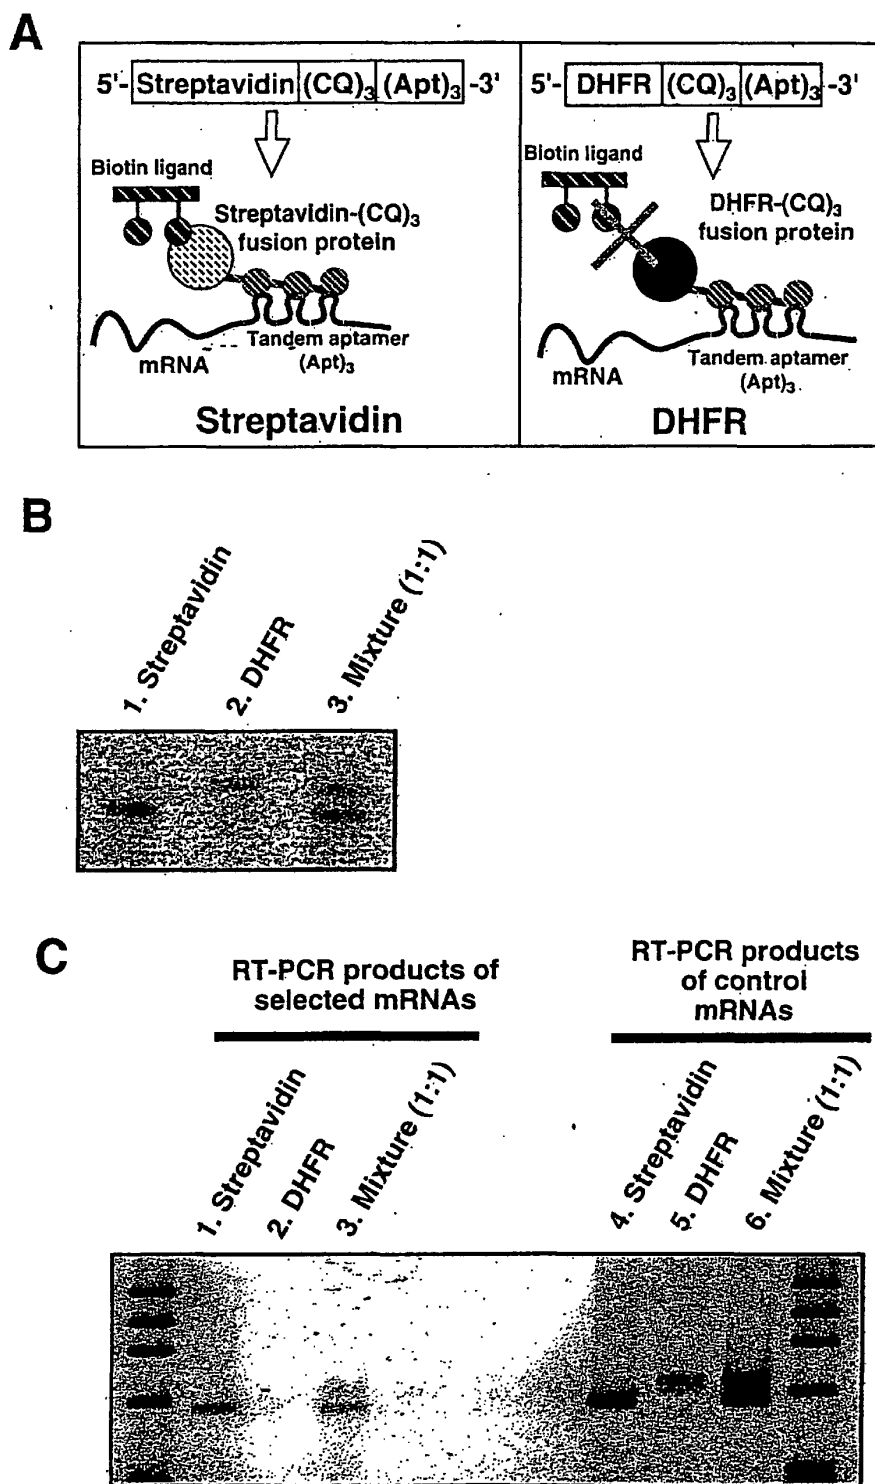 A
5'- Streptavidin (CQ)3 (Apt)3 -3'
Biotin ligand
Streptavidin-(CQ)3
fusion protein
Tandem aptamer
(Apt)3
mRNA
Streptavidin
5'- DHFR (CQ)3 (Apt)3 -3'
Biotin ligand
DHFR-(CQ)3
fusion protein
Tandem aptamer
(Apt)3
mRNA
DHFR
B
1. Streptavidin
2. DHFR
3. Mixture (1:1)
C
RT-PCR products of
selected mRNAs
RT-PCR products
of control
mRNAs
1. Streptavidin
2. DHFR
3. Mixture (1:1)
4. Streptavidin
5. DHFR
6. Mixture (1:1)